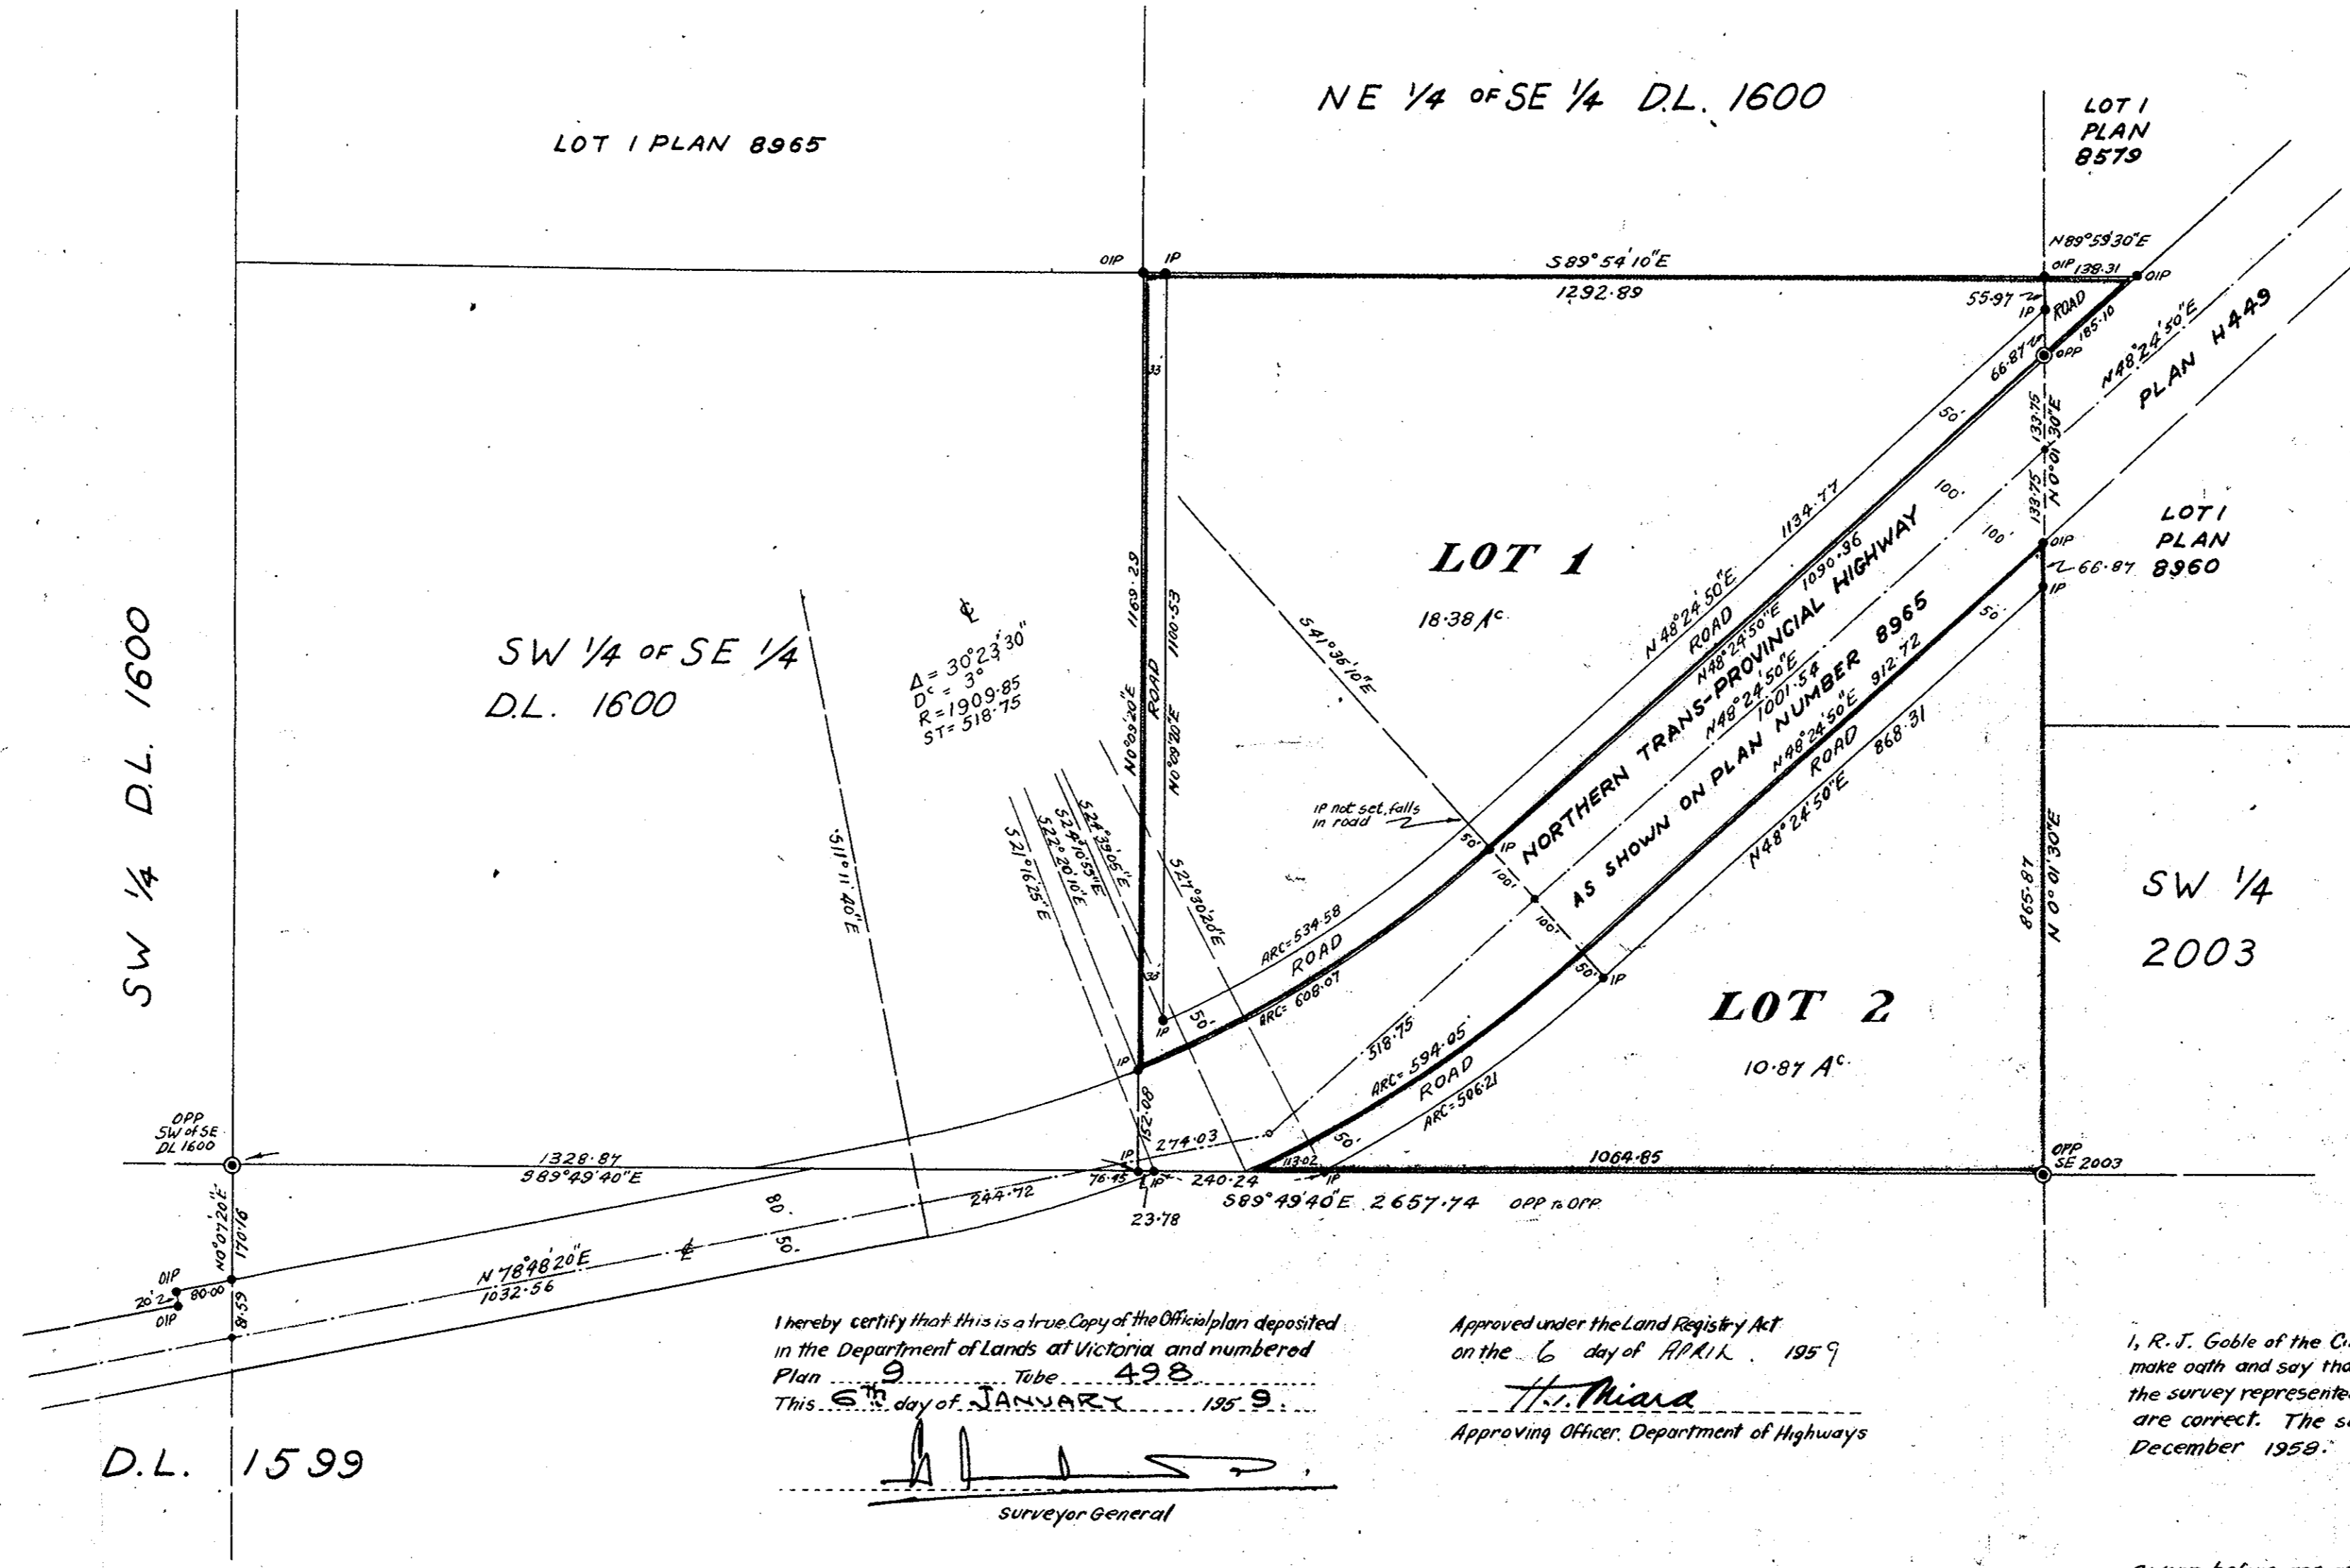 NE 1/4 OF SE 1/4 D.L. 1600
LOT 1 PLAN 8965
LOT 1
PLAN
8579
N89°59'30"E
OIP
IP
S89°54'10"E
1292.89
OIP
138.31
OIP
55.97
IP
ROAD
185.10
66.87
OPP
N48°24'50"E
PLAN H449
33'
50'
133.75
133.75
N0°01'30"E
100'
100'
OIP
66.87
IP
LOT 1
PLAN
8960
LOT 1
18.38 Ac.
1134.77
N48°24'50"E
ROAD
1090.96
N48°24'50"E
NORTHERN TRANS-PROVINCIAL HIGHWAY
N48°24'50"E
1001.54
AS SHOWN ON PLAN NUMBER 8965
N48°24'50"E 912.72
ROAD
868.31
N48°24'50"E
50'
S41°35'10"E
SW 1/4 D.L. 1600
SW 1/4 OF SE 1/4
D.L. 1600
℄
Δ = 30°23'30"
Dc = 3°
R = 1909.85
ST = 518.75
1169.29
N0°09'20"E
ROAD
1100.53
N0°09'20"E
S11°11'40"E
S21°16'25"E
S22°20'10"E
S24°10'55"E
S24°39'05"E
S27°30'20"E
IP not set, falls
in road
50'
IP
100'
100'
50'
IP
33'
ARC=534.58
ROAD
ARC=608.07
IP
50'
IP
518.75
ARC=594.05'
ROAD
ARC=506.21
50'
LOT 2
10.87 Ac.
865.87
N0°01'30"E
SW 1/4
2003
OPP
SW of SE
DL 1600
1328.87
S89°49'40"E
152.08
274.03
IP
76.45
IP
240.24
113.02
IP
1064.85
OPP
SE 2003
S89°49'40"E 2657.74 OPP to OPP
23.78
244.72
80'
50'
℄
N78°48'20"E
1032.56
N0°07'20"E
170.16
OIP
20.2
80.00
OIP
81.59
D.L. 1599
I hereby certify that this is a true Copy of the Official plan deposited
in the Department of Lands at Victoria and numbered
Plan 9 Tube 498
This 6th day of JANUARY 1959.
Surveyor General
Approved under the Land Registry Act
on the 6 day of APRIL. 1959
H.T. Miard
Approving Officer, Department of Highways
I, R.J. Goble of the
make oath and say
the survey
are correct. The
December 1958.